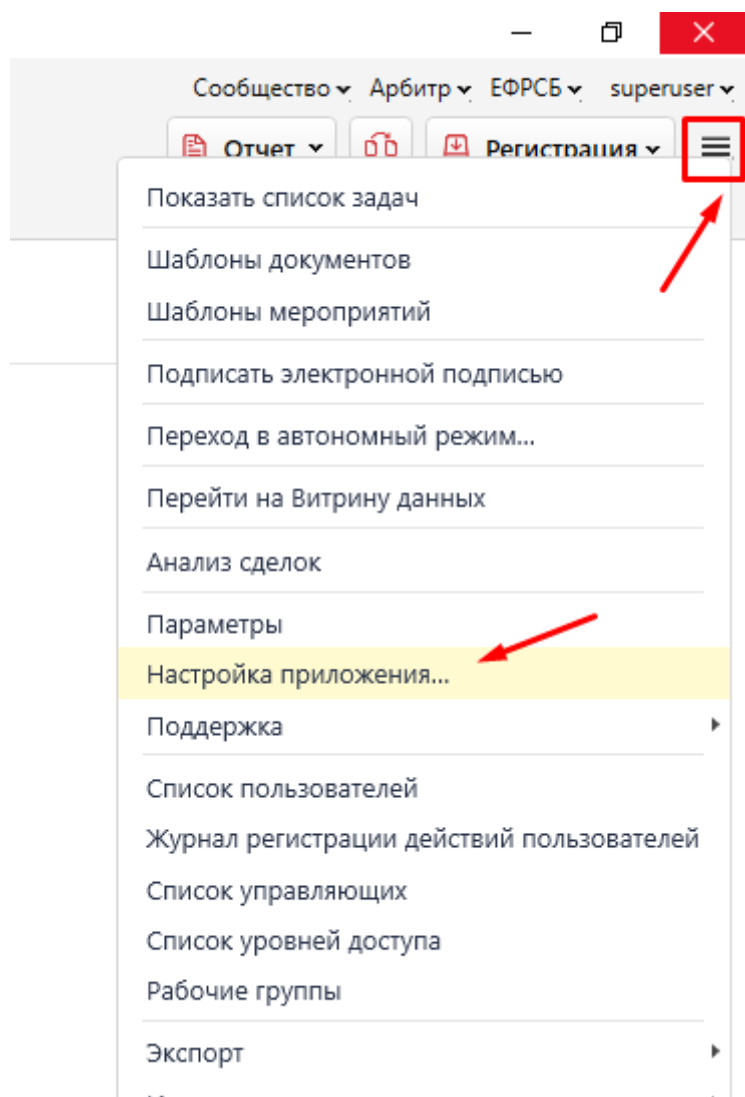 Сообщество Арбитр ЕФРСБ superuser
Отчет Регистрация
Показать список задач
Шаблоны документов
Шаблоны мероприятий
Подписать электронной подписью
Переход в автономный режим...
Перейти на Витрину данных
Анализ сделок
Параметры
Настройка приложения...
Поддержка
Список пользователей
Журнал регистрации действий пользователей
Список управляющих
Список уровней доступа
Рабочие группы
Экспорт